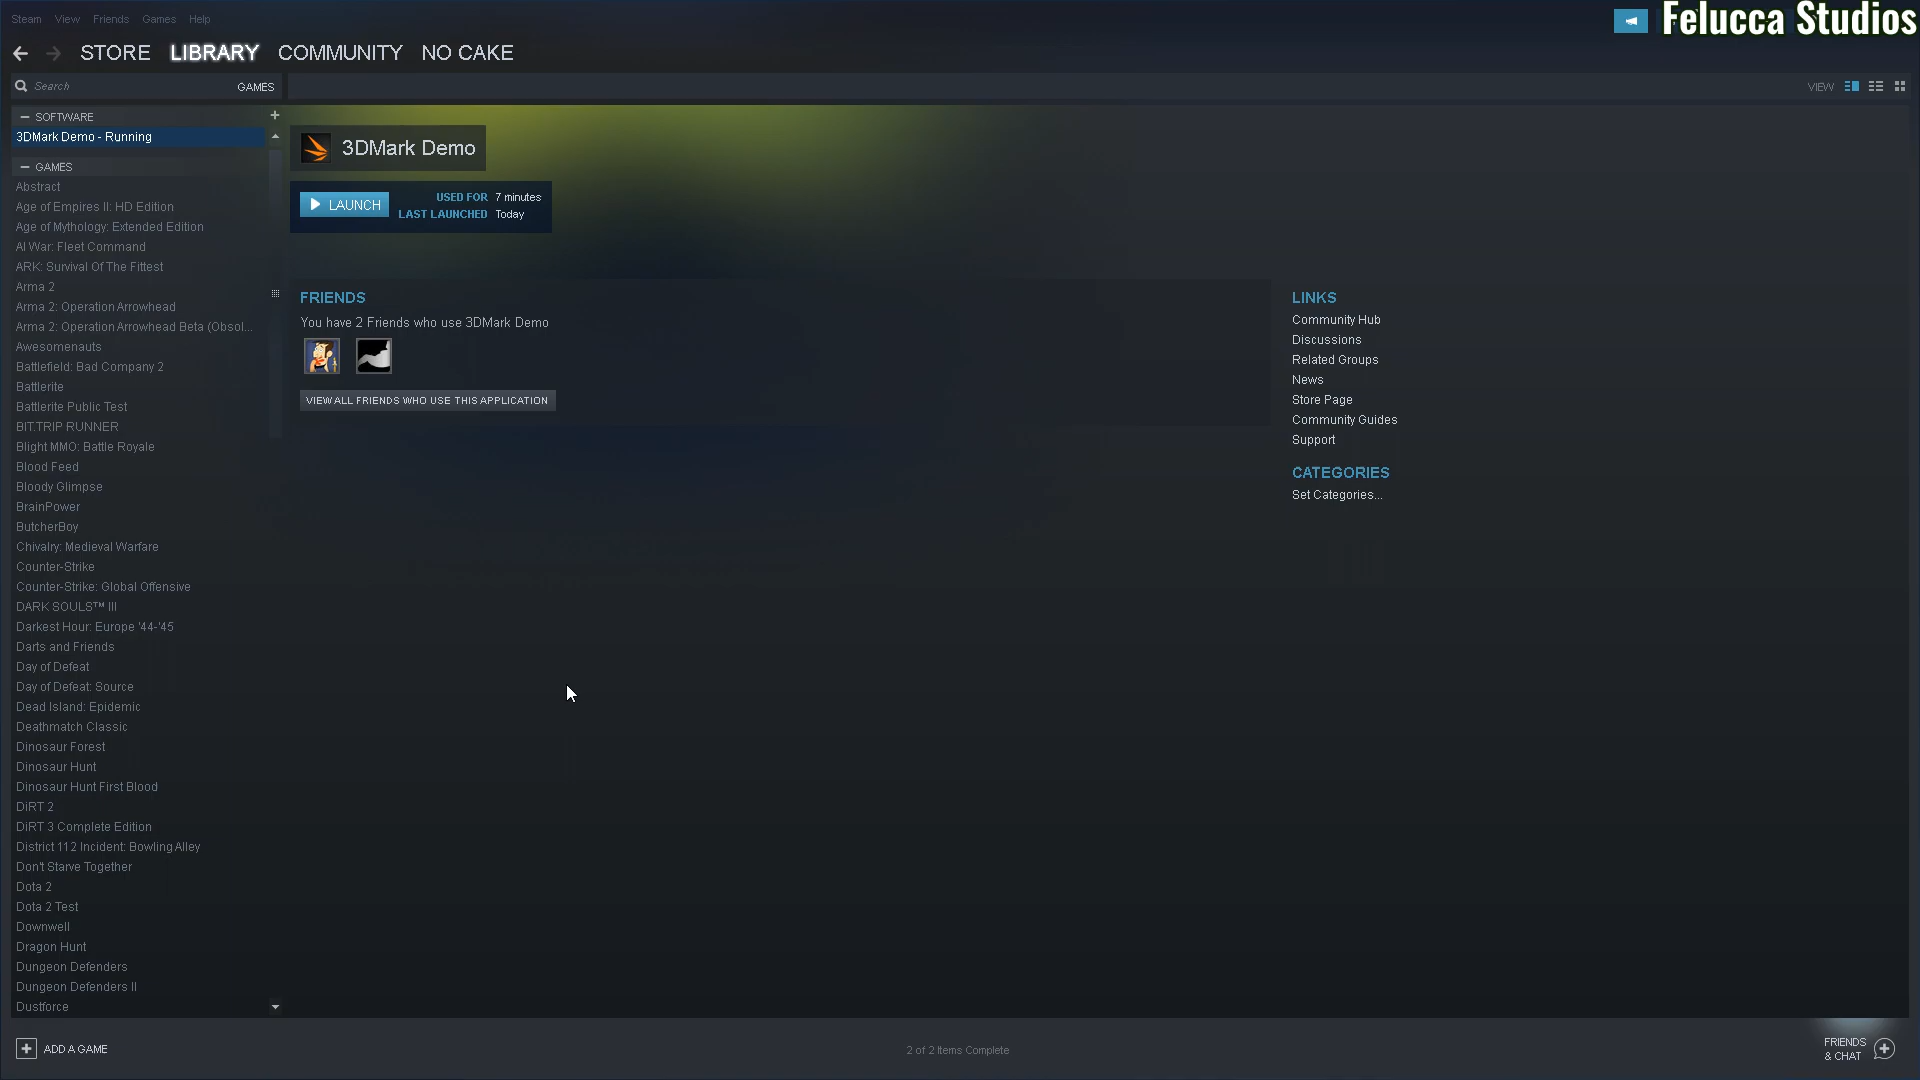 Steam View Friends Games Help
Felucca Studios
STORE LIBRARY COMMUNITY NO CAKE
Search GAMES
VIEW
SOFTWARE
3DMark Demo - Running
GAMES
Abstract
Age of Empires II: HD Edition
Age of Mythology: Extended Edition
AI War: Fleet Command
ARK: Survival Of The Fittest
Arma 2
Arma 2: Operation Arrowhead
Arma 2: Operation Arrowhead Beta (Obsol...
Awesomenauts
Battlefield: Bad Company 2
Battlerite
Battlerite Public Test
BIT.TRIP RUNNER
Blight MMO: Battle Royale
Blood Feed
Bloody Glimpse
BrainPower
ButcherBoy
Chivalry: Medieval Warfare
Counter-Strike
Counter-Strike: Global Offensive
DARK SOULS™ III
Darkest Hour: Europe '44-'45
Darts and Friends
Day of Defeat
Day of Defeat: Source
Dead Island: Epidemic
Deathmatch Classic
Dinosaur Forest
Dinosaur Hunt
Dinosaur Hunt First Blood
DiRT 2
DiRT 3 Complete Edition
District 112 Incident: Bowling Alley
Don't Starve Together
Dota 2
Dota 2 Test
Downwell
Dragon Hunt
Dungeon Defenders
Dungeon Defenders II
Dustforce
3DMark Demo
LAUNCH
USED FOR 7 minutes
LAST LAUNCHED Today
FRIENDS
You have 2 Friends who use 3DMark Demo
VIEW ALL FRIENDS WHO USE THIS APPLICATION
LINKS
Community Hub
Discussions
Related Groups
News
Store Page
Community Guides
Support
CATEGORIES
Set Categories...
ADD A GAME
2 of 2 Items Complete
FRIENDS
& CHAT